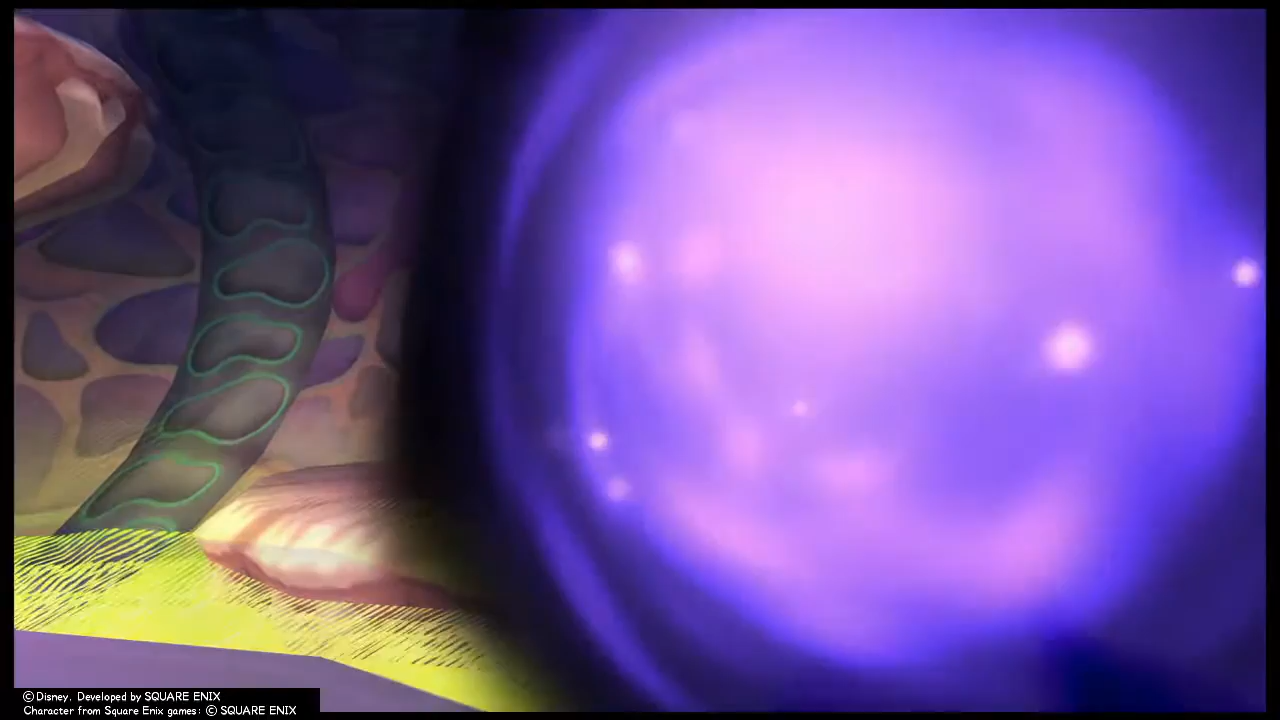 ©Disney. Developed by SQUARE ENIX
Character from Square Enix games: © SQUARE ENIX